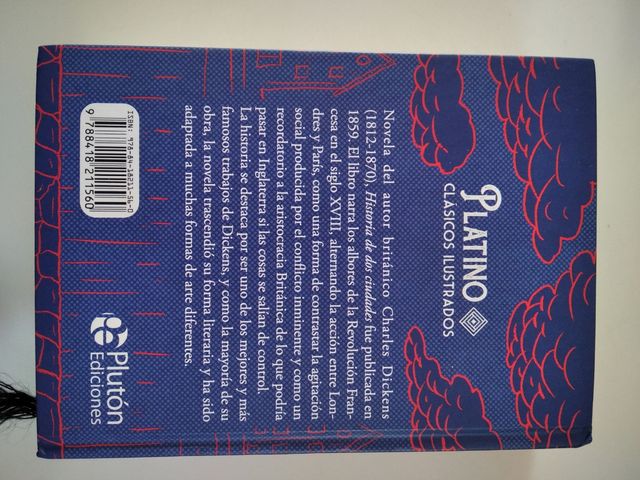 PLATINO
CLÁSICOS ILUSTRADOS
Novela del autor británico Charles Dickens
(1812-1870), Historia de dos ciudades fue publicada en
1859. El libro narra los albores de la Revolución Fran-
cesa en el siglo XVIII, alternando la acción entre Lon-
dres y París, como una forma de contrastar la agitación
social producida por el conflicto inminente y como un
recordatorio a la aristocracia Británica de lo que podría
pasar en Inglaterra si las cosas se salían de control.
La historia se destaca por ser uno de los mejores y más
famosos trabajos de Dickens, y como la mayoría de su
obra, la novela trascendió su forma literaria y ha sido
adaptada a muchas formas de arte diferentes.
ISBN: 978-84-18211-56-0
9 788418 211560
Plutón
Ediciones